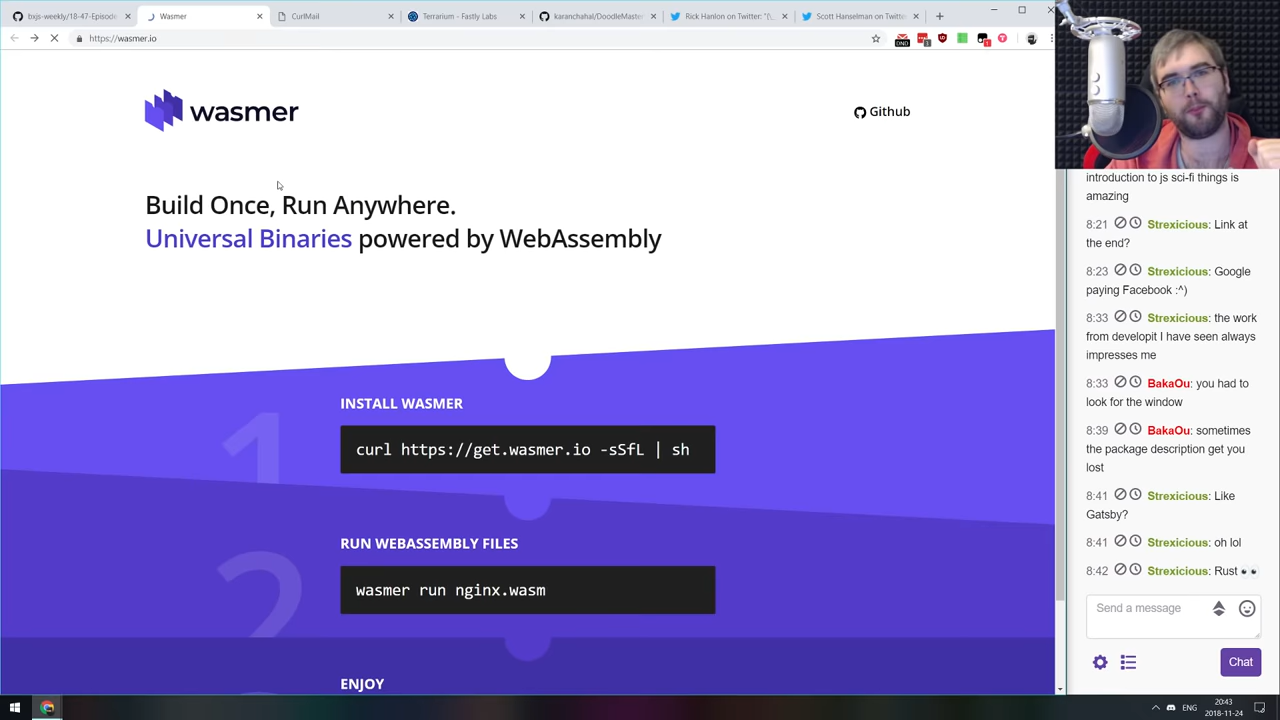 bxjs-weekly/18-47-Episode
Wasmer
CurlMail
Terrarium - Fastly Labs
karanchahal/DoodleMaster
Rick Hanlon on Twitter: "(\_
Scott Hanselman on Twitter
https://wasmer.io
DND
1
1
wasmer
Github
Build Once, Run Anywhere.
Universal Binaries powered by WebAssembly
1
INSTALL WASMER
curl https://get.wasmer.io -sSfL | sh
2
RUN WEBASSEMBLY FILES
wasmer run nginx.wasm
ENJOY
introduction to js sci-fi things is
amazing
8:21 Strexicious: Link at
the end?
8:23 Strexicious: Google
paying Facebook :^)
8:33 Strexicious: the work
from developit I have seen always
impresses me
8:33 BakaOu: you had to
look for the window
8:39 BakaOu: sometimes
the package description get you
lost
8:41 Strexicious: Like
Gatsby?
8:41 Strexicious: oh lol
8:42 Strexicious: Rust 👀
Send a message
Chat
ENG
20:43
2018-11-24